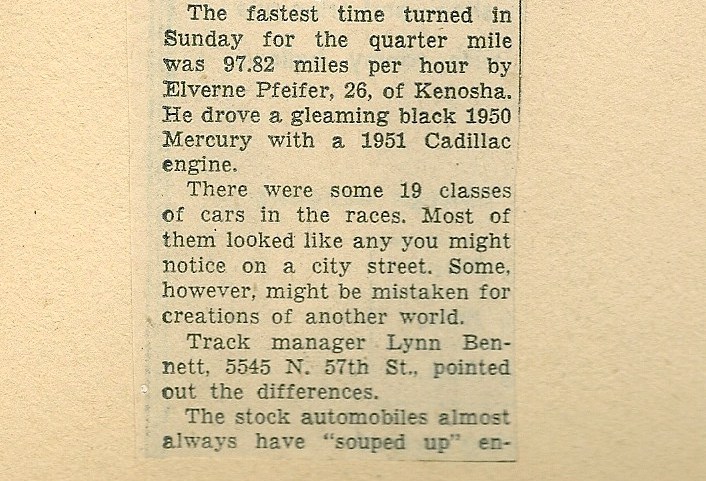 The fastest time turned in
Sunday for the quarter mile
was 97.82 miles per hour by
Elverne Pfeifer, 26, of Kenosha.
He drove a gleaming black 1950
Mercury with a 1951 Cadillac
engine.
There were some 19 classes
of cars in the races. Most of
them looked like any you might
notice on a city street. Some,
however, might be mistaken for
creations of another world.
Track manager Lynn Ben-
nett, 5545 N. 57th St., pointed
out the differences.
The stock automobiles almost
always have “souped up” en-